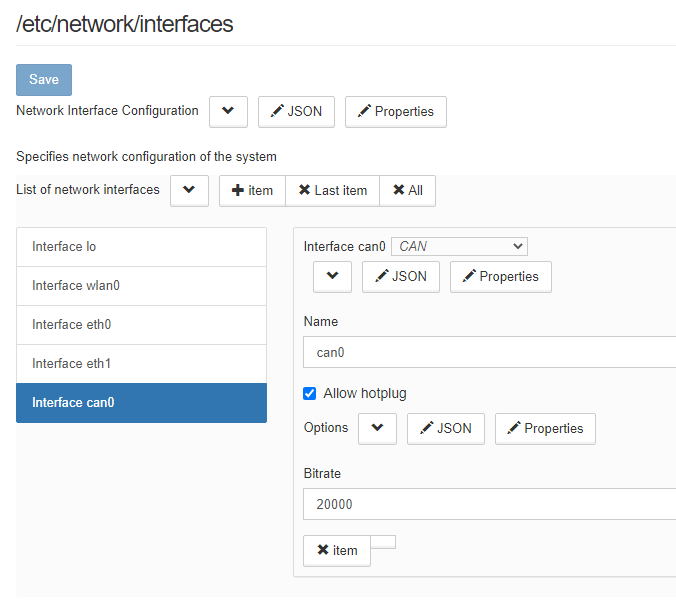 /etc/network/interfaces
Save
Network Interface Configuration JSON Properties
Specifies network configuration of the system
List of network interfaces item Last item All
Interface lo
Interface wlan0
Interface eth0
Interface eth1
Interface can0
Interface can0 CAN
JSON Properties
Name
can0
Allow hotplug
Options JSON Properties
Bitrate
20000
item